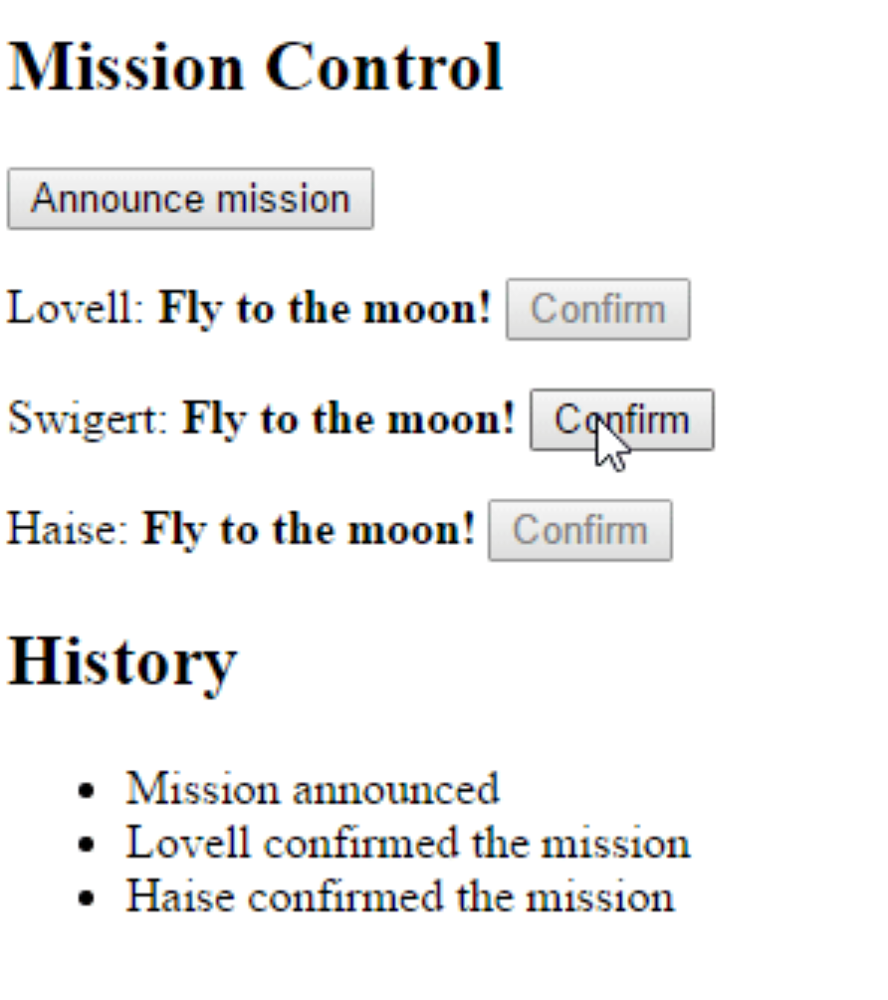 Mission Control
Announce mission
Lovell: Fly to the moon! Confirm
Swigert: Fly to the moon! Confirm
Haise: Fly to the moon! Confirm
History
Mission announced
Lovell confirmed the mission
Haise confirmed the mission